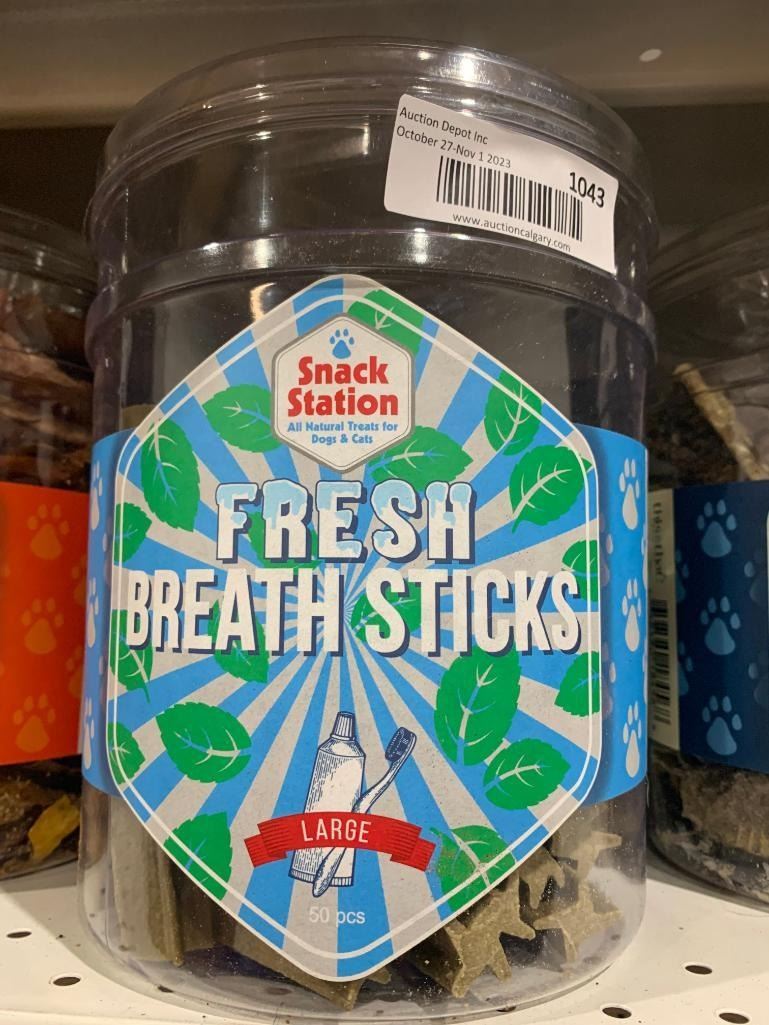 Auction Depot Inc
October 27-Nov 1 2023
1043
www.auctioncalgary.com
Snack
Station
All Natural Treats for
Dogs & Cats
FRESH
BREATH STICKS
LARGE
50 pcs